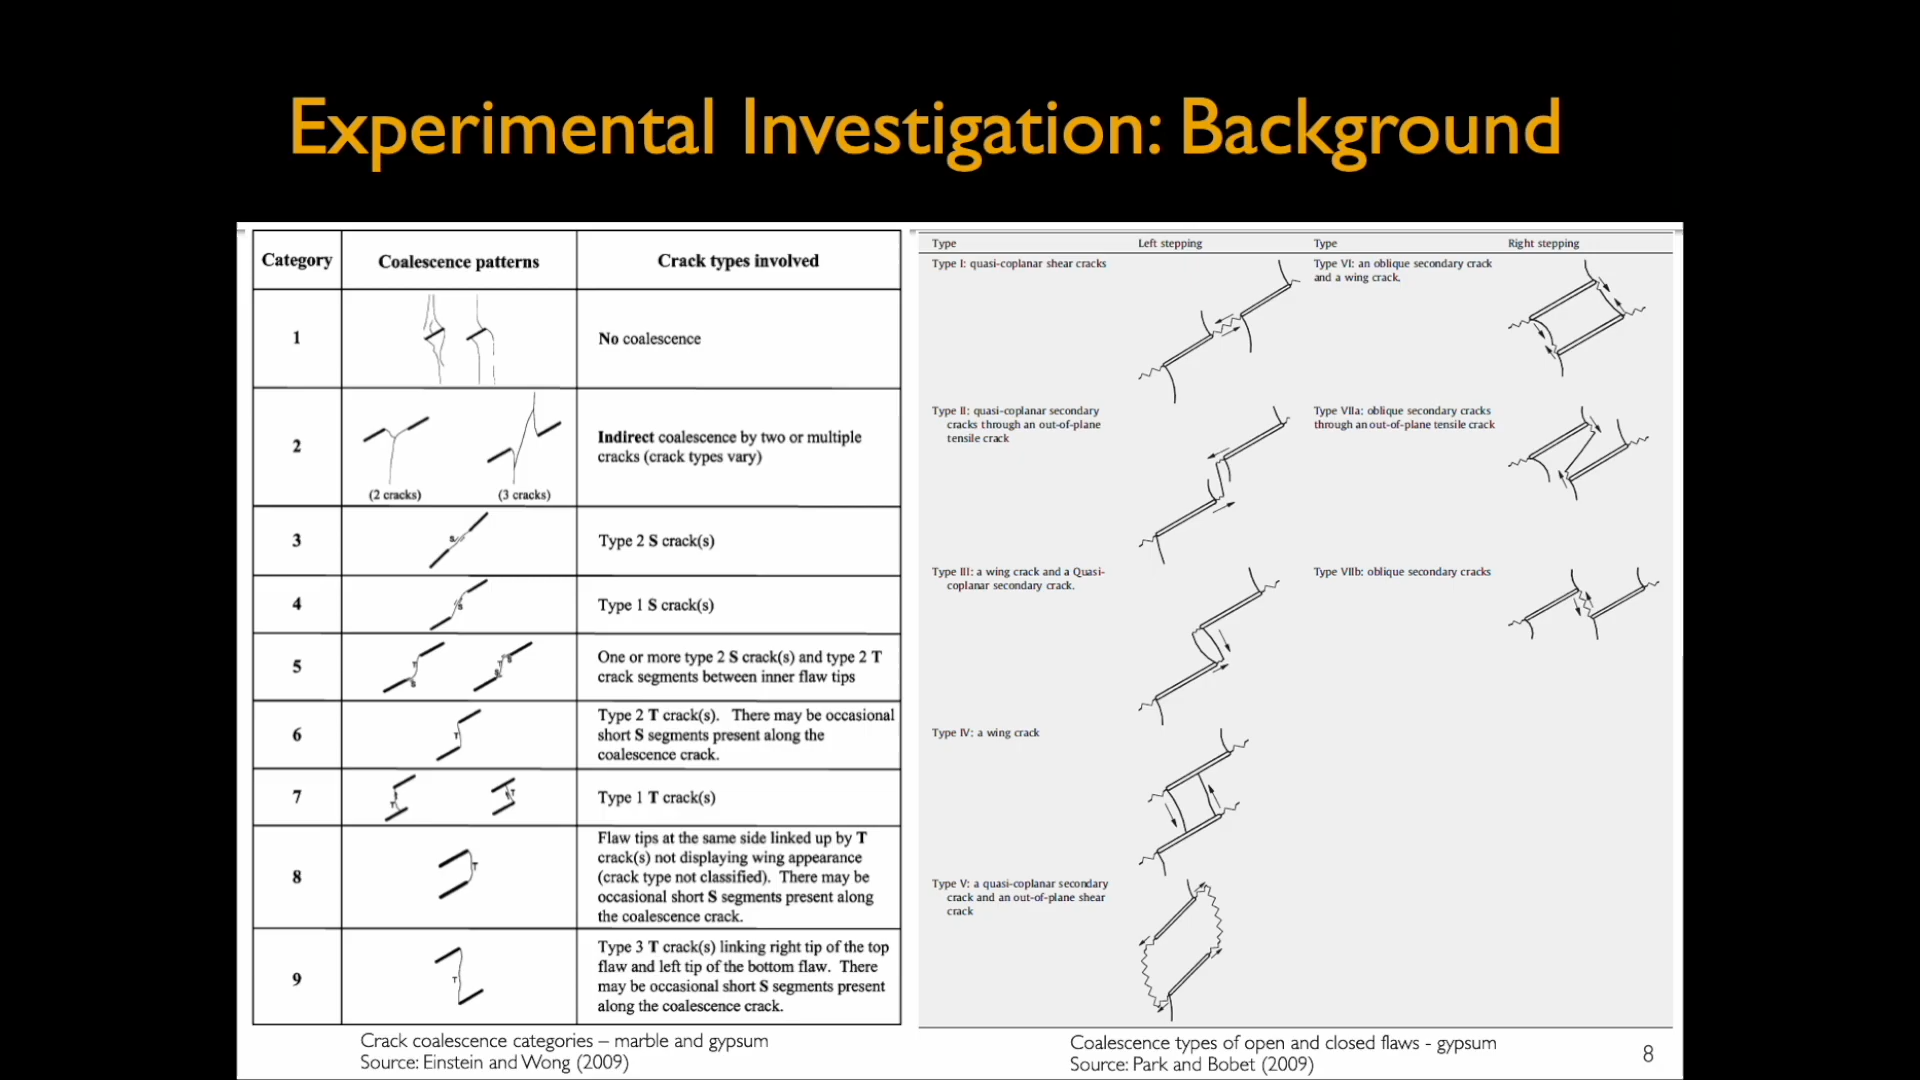 Experimental Investigation: Background
Category
Coalescence patterns
Crack types involved
1
No coalescence
2
(2 cracks)
(3 cracks)
Indirect coalescence by two or multiple
cracks (crack types vary)
3
S
Type 2 S crack(s)
4
S
Type 1 S crack(s)
5
T
S
T
S
S
One or more type 2 S crack(s) and type 2 T
crack segments between inner flaw tips
6
T
Type 2 T crack(s). There may be occasional
short S segments present along the
coalescence crack.
7
T
T
Type 1 T crack(s)
8
T
Flaw tips at the same side linked up by T
crack(s) not displaying wing appearance
(crack type not classified). There may be
occasional short S segments present along
the coalescence crack.
9
T
Type 3 T crack(s) linking right tip of the top
flaw and left tip of the bottom flaw. There
may be occasional short S segments present
along the coalescence crack.
Crack coalescence categories – marble and gypsum
Source: Einstein and Wong (2009)
Type
Left stepping
Type
Right stepping
Type I: quasi-coplanar shear cracks
Type VI: an oblique secondary crack
and a wing crack.
Type II: quasi-coplanar secondary
cracks through an out-of-plane
tensile crack
Type VIIa: oblique secondary cracks
through an out-of-plane tensile crack
Type III: a wing crack and a Quasi-
coplanar secondary crack.
Type VIIb: oblique secondary cracks
Type IV: a wing crack
Type V: a quasi-coplanar secondary
crack and an out-of-plane shear
crack
Coalescence types of open and closed flaws - gypsum
Source: Park and Bobet (2009)
8